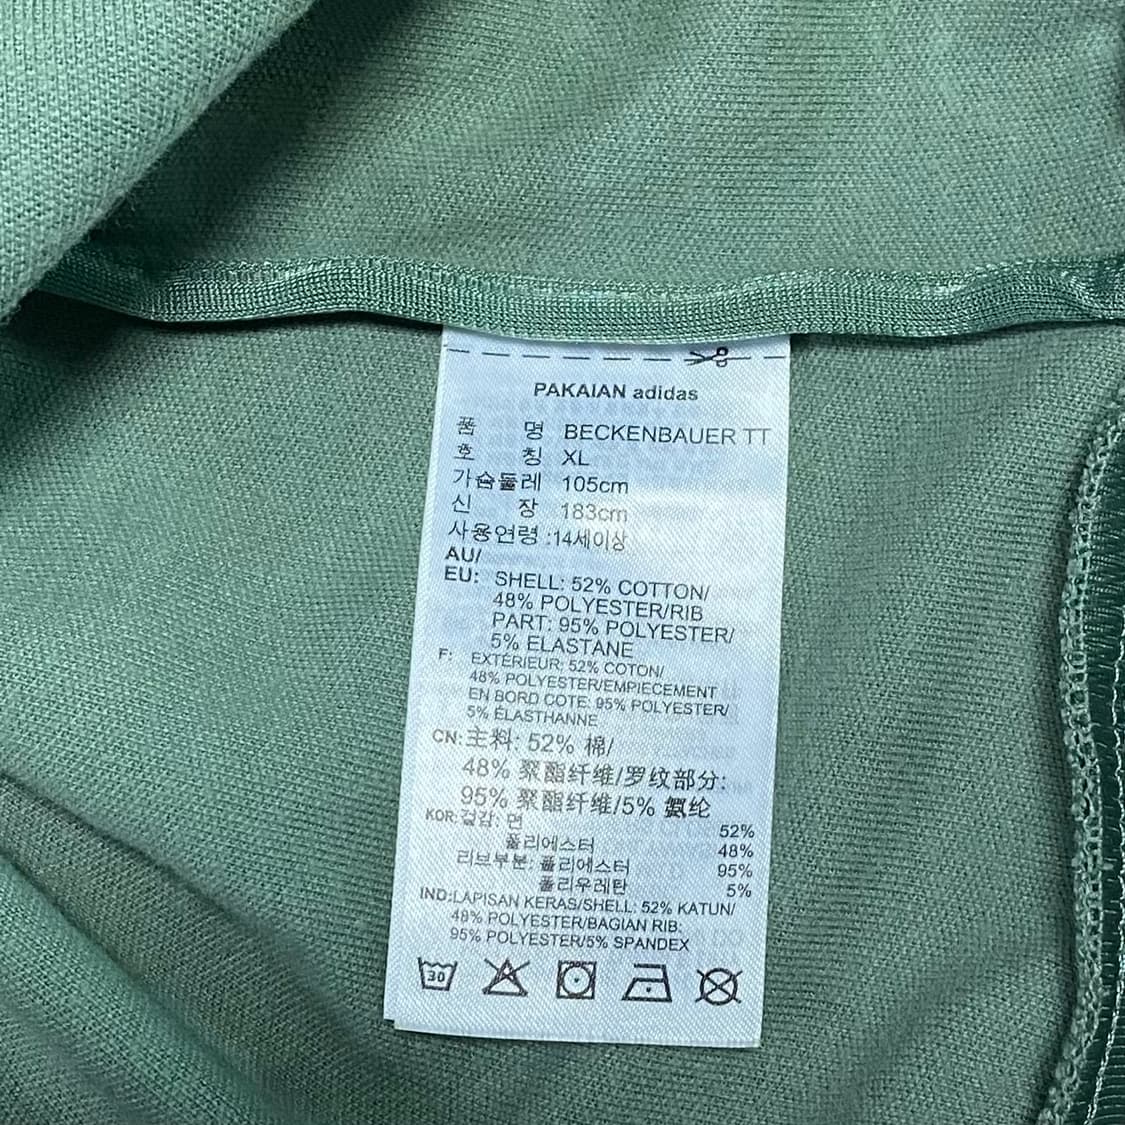 PAKAIAN adidas
품 명 BECKENBAUER TT
호 칭 XL
가슴둘레 105cm
신 장 183cm
사용연령 :14세이상
AU/
EU: SHELL: 52% COTTON/
48% POLYESTER/RIB
PART: 95% POLYESTER/
5% ELASTANE
F: EXTÉRIEUR: 52% COTON/
48% POLYESTER/EMPIECEMENT
EN BORD COTE: 95% POLYESTER/
5% ÉLASTHANNE
CN: 主料: 52% 棉/
48% 聚酯纤维/罗纹部分:
95% 聚酯纤维/5% 氨纶
KOR: 겉감: 면 52%
폴리에스터 48%
리브부분: 폴리에스터 95%
폴리우레탄 5%
IND:LAPISAN KERAS/SHELL: 52% KATUN/
48% POLYESTER/BAGIAN RIB:
95% POLYESTER/5% SPANDEX
30